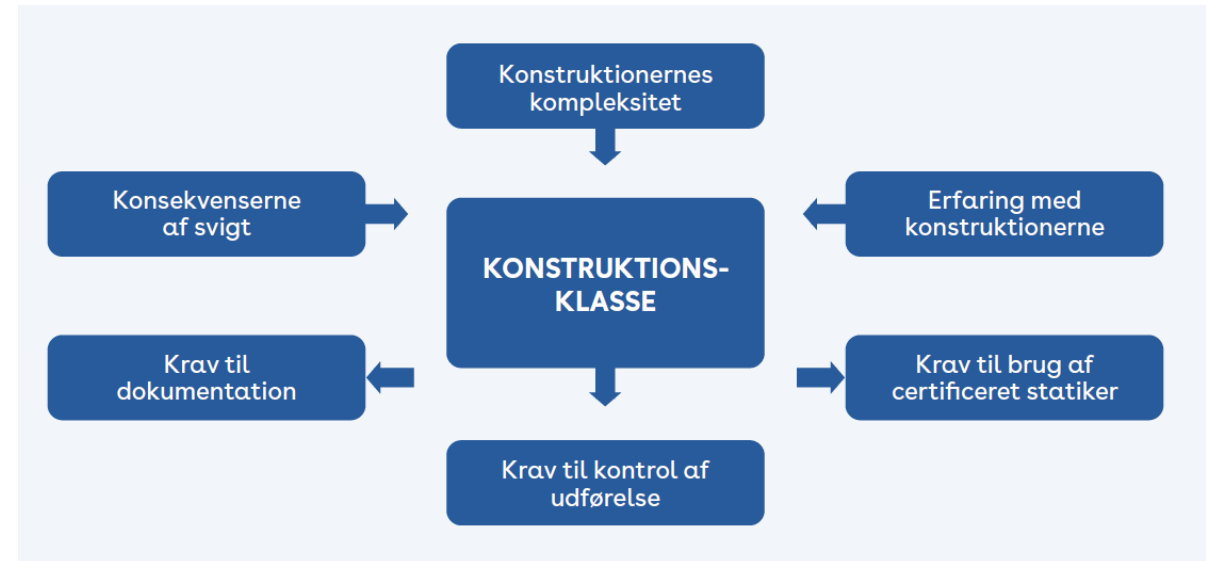 Konstruktionernes
kompleksitet
Konsekvenserne
af svigt
Erfaring med
konstruktionerne
KONSTRUKTIONS-
KLASSE
Krav til
dokumentation
Krav til brug af
certificeret statiker
Krav til kontrol af
udførelse